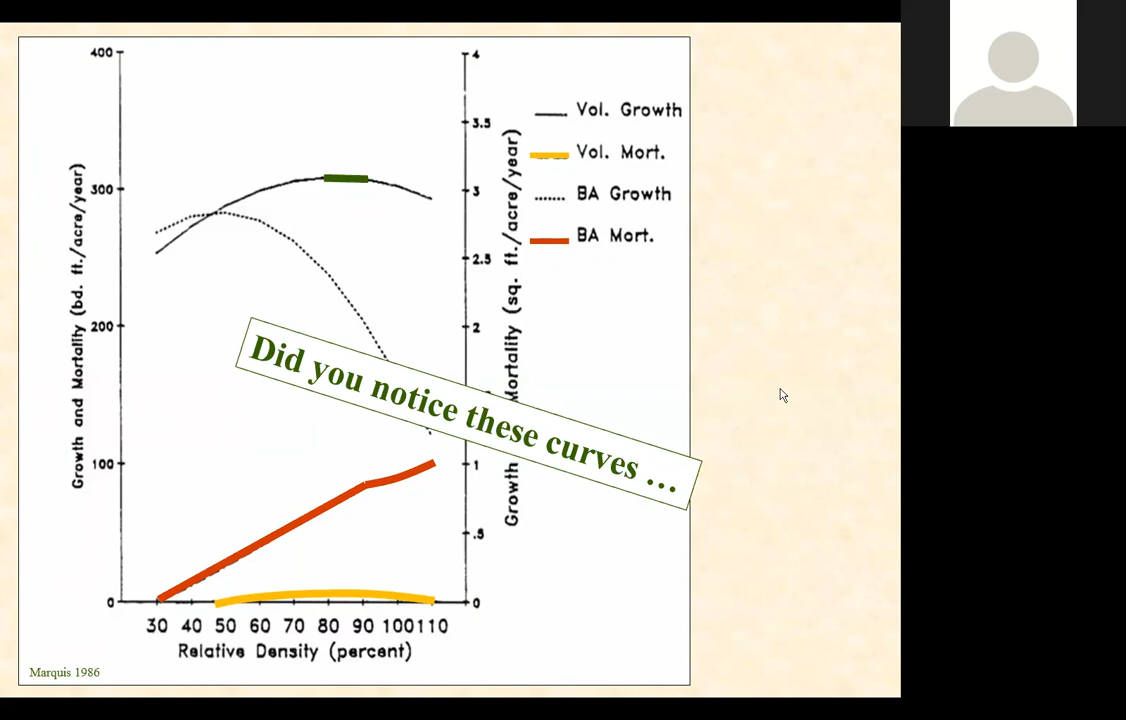 400
300
200
100
0
Growth and Mortality (bd. ft./acre/year)
4
3.5
3
2.5
2
1
.5
0
Growth Mortality (sq. ft./acre/year)
Vol. Growth
Vol. Mort.
BA Growth
BA Mort.
Did you notice these curves ...
30 40 50 60 70 80 90 100 110
Relative Density (percent)
Marquis 1986